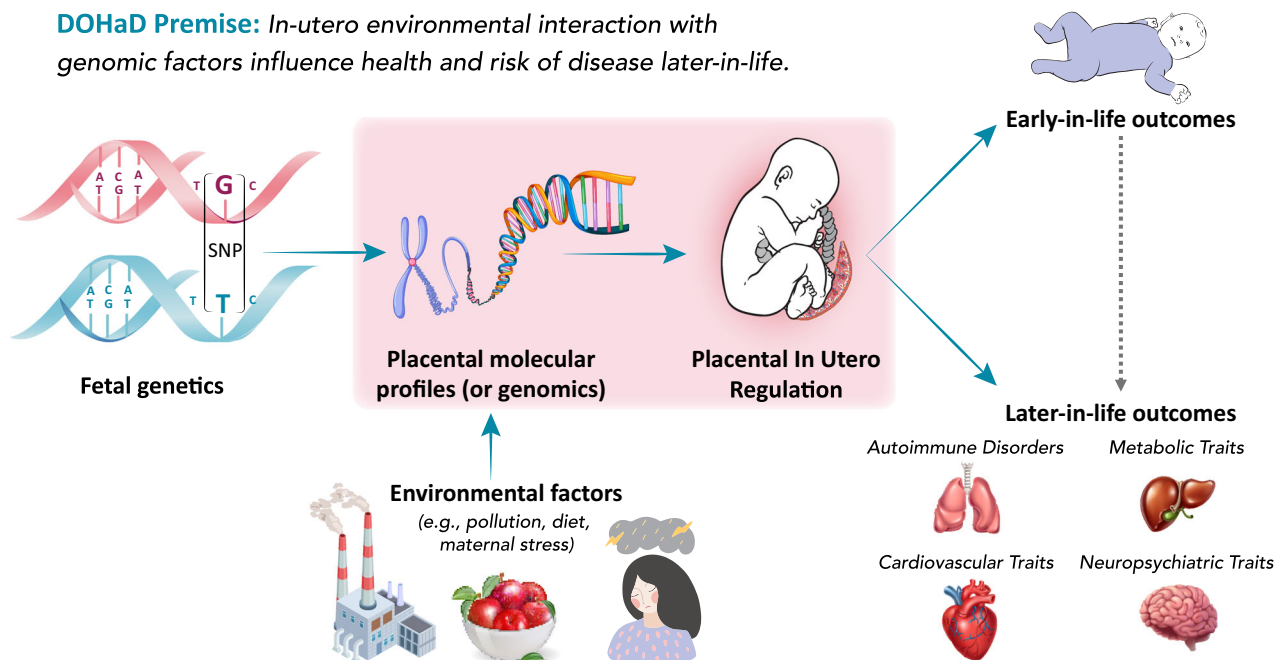 DOHaD Premise: In-utero environmental interaction with
genomic factors influence health and risk of disease later-in-life.
Early-in-life outcomes
A C A
T G T
T G C
SNP
A C A
T G T
T T C
Fetal genetics
Placental molecular
profiles (or genomics)
Placental In Utero
Regulation
Later-in-life outcomes
Autoimmune Disorders
Metabolic Traits
Cardiovascular Traits
Neuropsychiatric Traits
Environmental factors
(e.g., pollution, diet,
maternal stress)